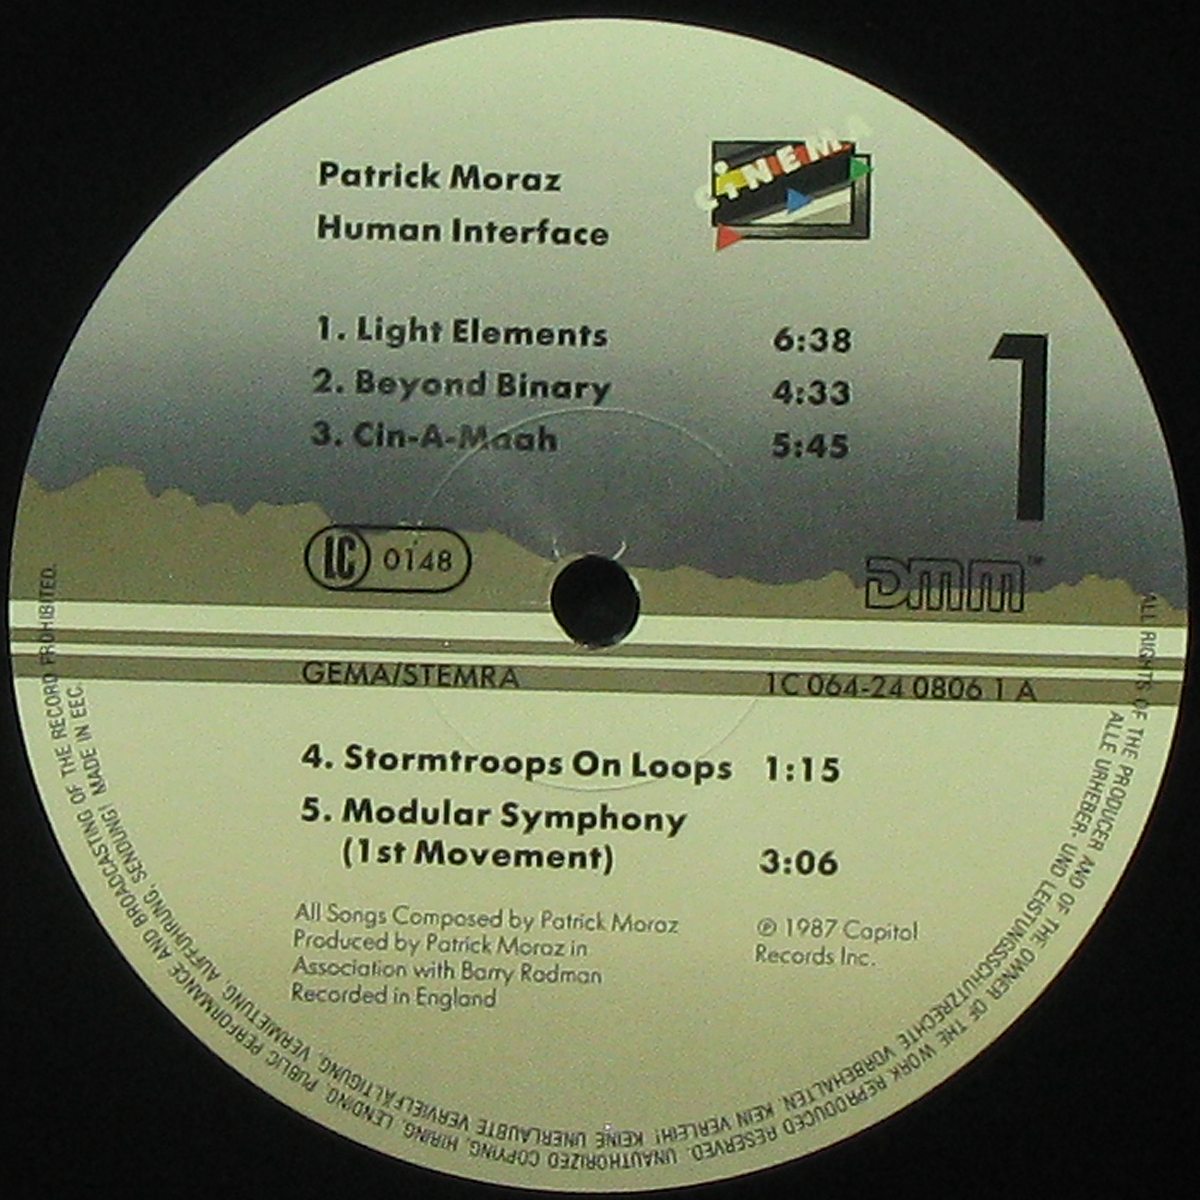 Patrick Moraz
Human Interface
CINEMA
1. Light Elements 6:38
2. Beyond Binary 4:33
3. Cin-A-Maah 5:45
1
LC 0148
DMM™
GEMA/STEMRA
1C 064-24 0806 1 A
4. Stormtroops On Loops 1:15
5. Modular Symphony
(1st Movement) 3:06
All Songs Composed by Patrick Moraz
Produced by Patrick Moraz in
Association with Barry Radman
Recorded in England
℗ 1987 Capitol
Records Inc.
ALL RIGHTS OF THE PRODUCER AND OF THE OWNER OF THE WORK REPRODUCED RESERVED. UNAUTHORIZED COPYING, HIRING, LENDING, PUBLIC PERFORMANCE AND BROADCASTING OF THE RECORD PROHIBITED.
ALLE URHEBER- UND LEISTUNGSSCHUTZRECHTE VORBEHALTEN. KEIN VERLEIH! KEINE UNERLAUBTE VERVIELFÄLTIGUNG, VERMIETUNG, AUFFÜHRUNG, SENDUNG! MADE IN EEC.